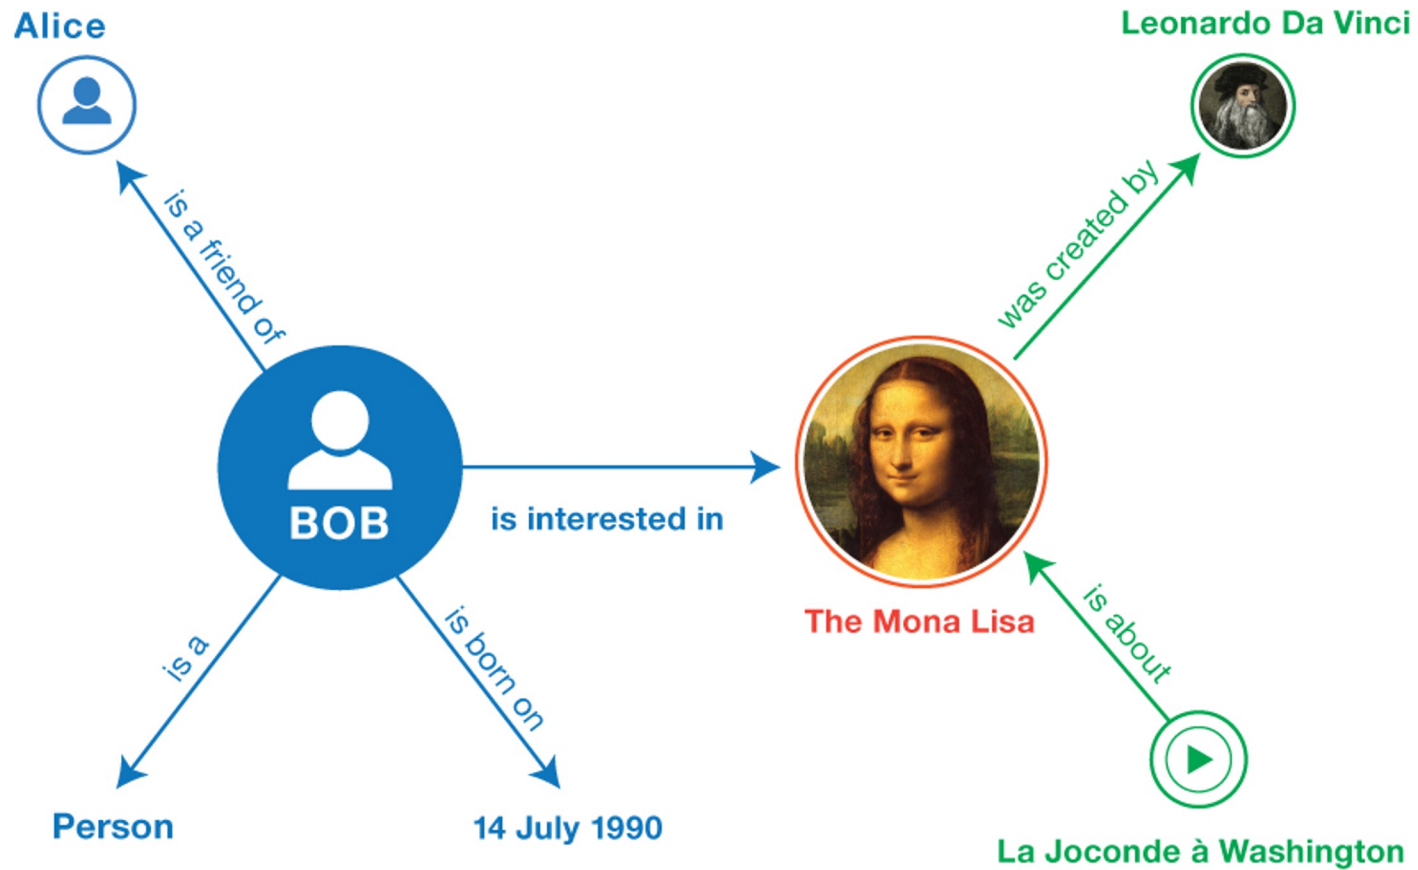 Alice
Leonardo Da Vinci
is a friend of
was created by
BOB
is interested in
The Mona Lisa
is a
is born on
is about
Person
14 July 1990
La Joconde à Washington